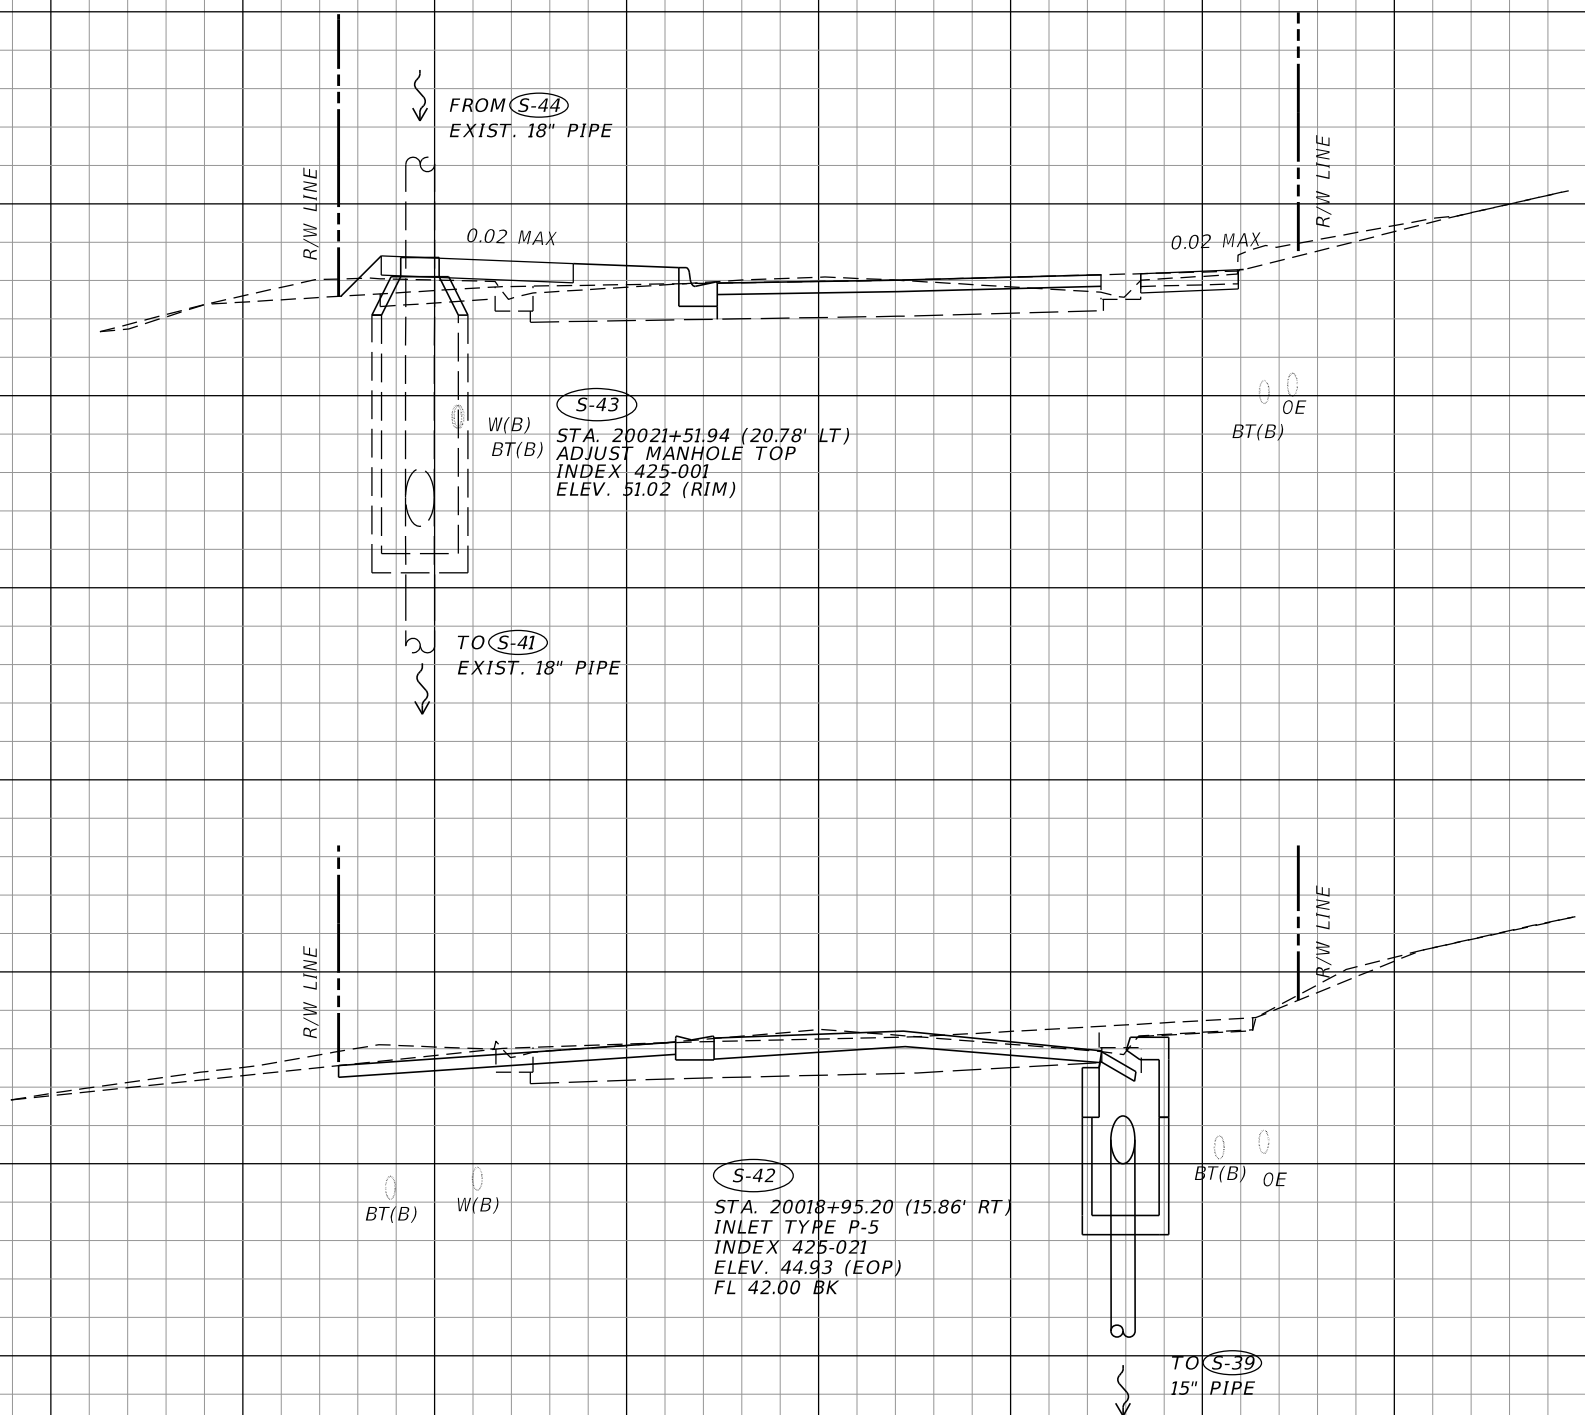 FROM S-44
EXIST. 18" PIPE
R/W LINE
R/W LINE
0.02 MAX
0.02 MAX
S-43
W(B)
BT(B)
STA. 20021+51.94 (20.78' LT)
ADJUST MANHOLE TOP
INDEX 425-001
ELEV. 51.02 (RIM)
OE
BT(B)
TO S-41
EXIST. 18" PIPE
R/W LINE
R/W LINE
BT(B)
W(B)
S-42
STA. 20018+95.20 (15.86' RT)
INLET TYPE P-5
INDEX 425-021
ELEV. 44.93 (EOP)
FL 42.00 BK
BT(B)
OE
TO S-39
15" PIPE